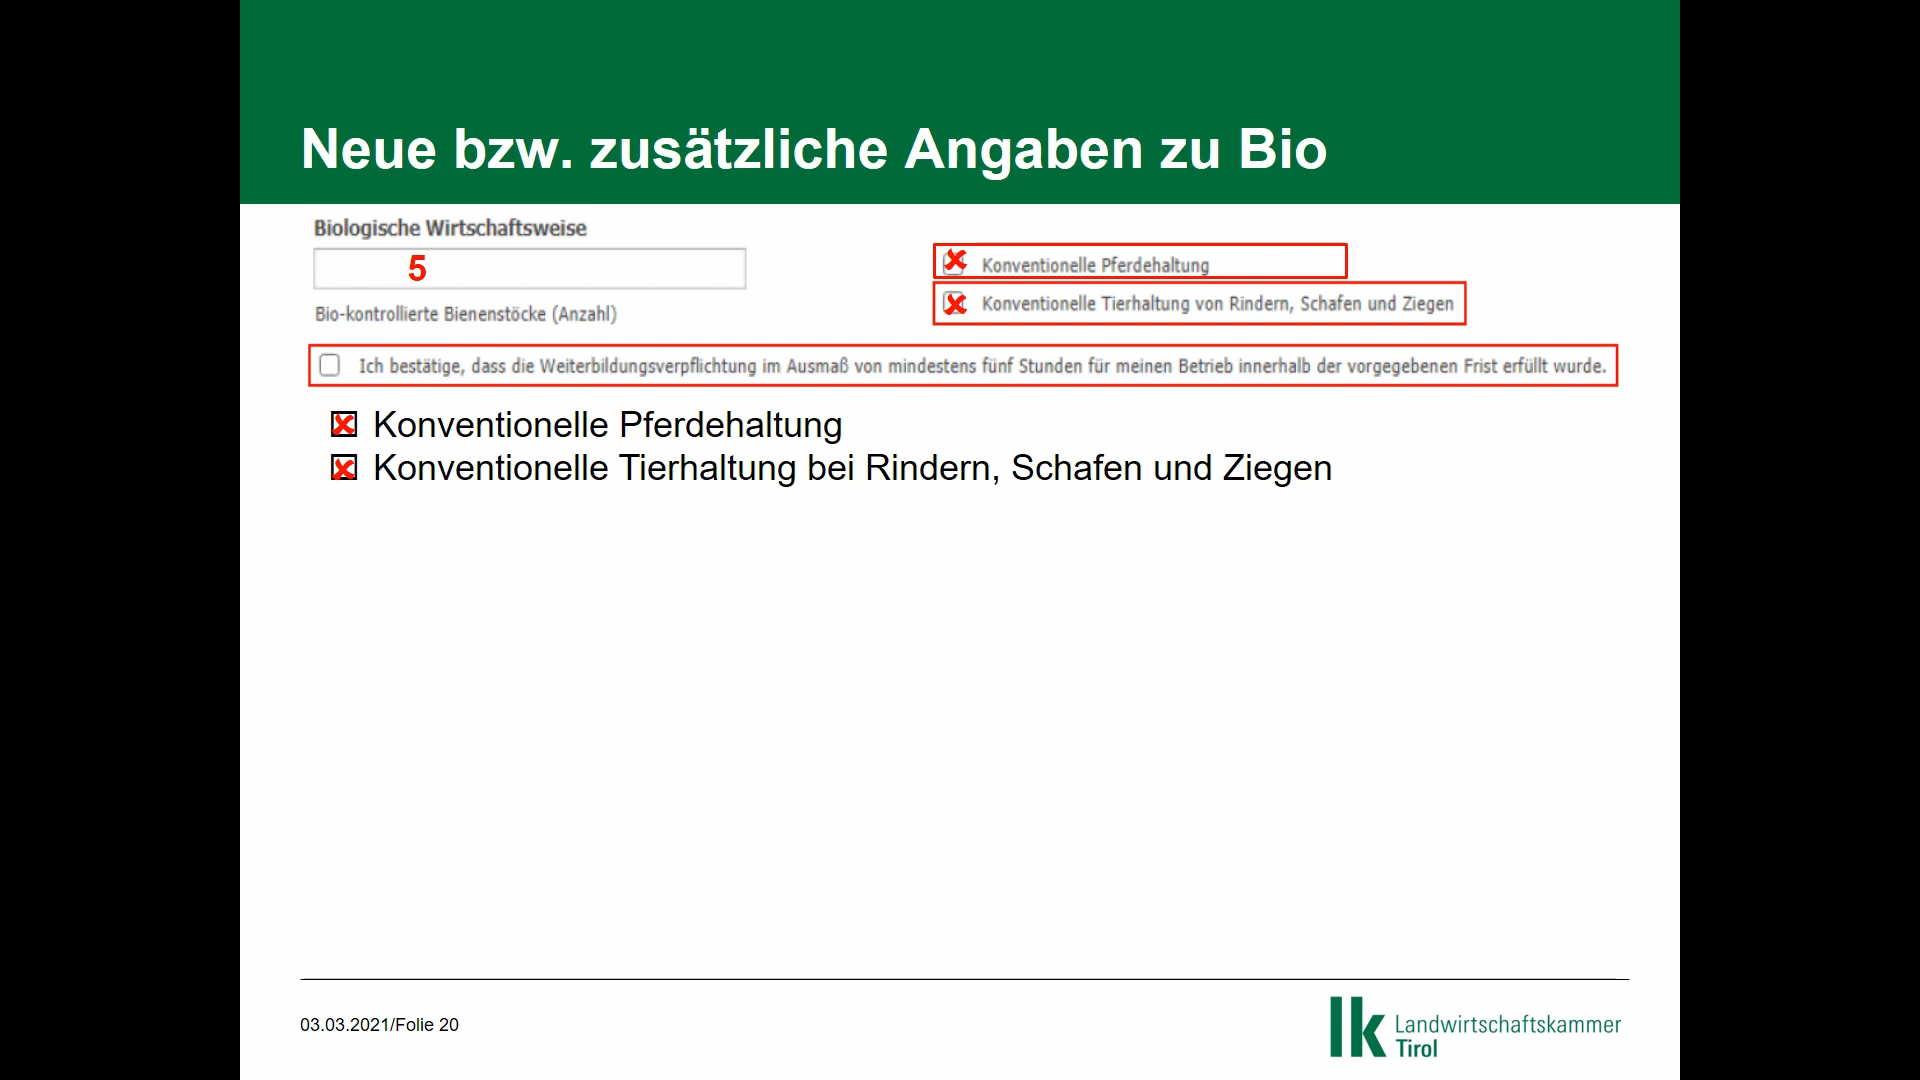 Neue bzw. zusätzliche Angaben zu Bio
Biologische Wirtschaftsweise
5
Bio-kontrollierte Bienenstöcke (Anzahl)
Konventionelle Pferdehaltung
Konventionelle Tierhaltung von Rindern, Schafen und Ziegen
Ich bestätige, dass die Weiterbildungsverpflichtung im Ausmaß von mindestens fünf Stunden für meinen Betrieb innerhalb der vorgegebenen Frist erfüllt wurde.
Konventionelle Pferdehaltung
Konventionelle Tierhaltung bei Rindern, Schafen und Ziegen
03.03.2021/Folie 20
lk Landwirtschaftskammer
Tirol